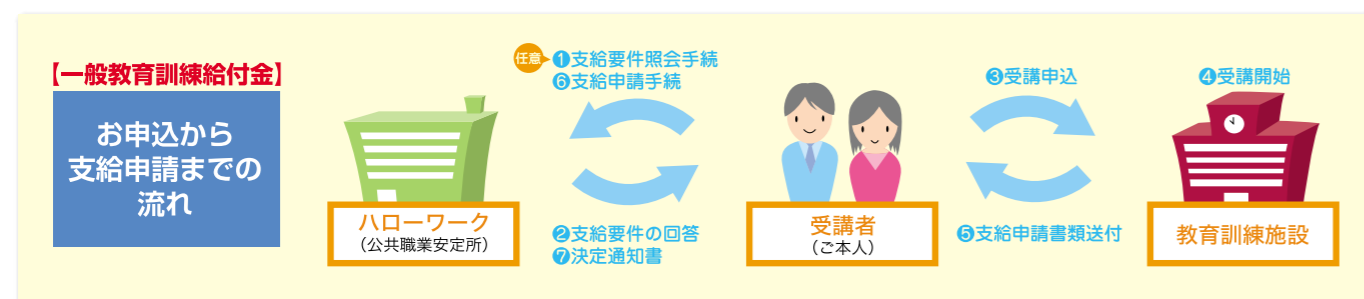 【一般教育訓練給付金】
お申込から
支給申請までの
流れ
任意
❶支給要件照会手続
❻支給申請手続
❸受講申込
❹受講開始
ハローワーク
（公共職業安定所）
❷支給要件の回答
❼決定通知書
受講者
（ご本人）
❺支給申請書類送付
教育訓練施設